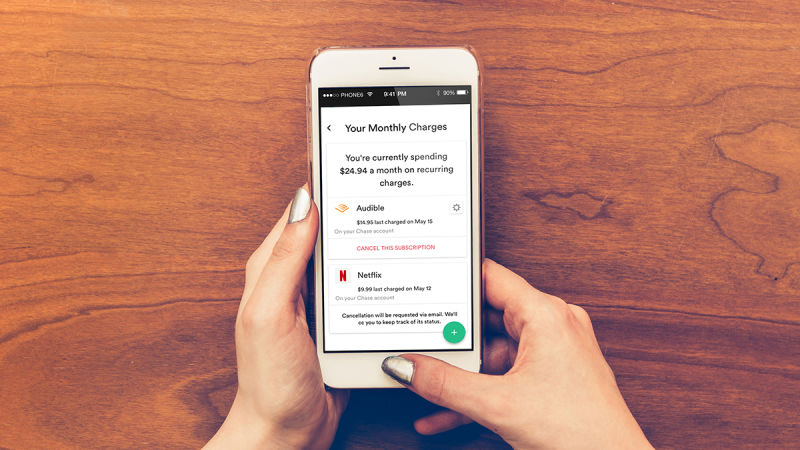 PHONE6 9:41 PM 90%
Your Monthly Charges
You're currently spending
$24.94 a month on recurring
charges.
Audible
$14.95 last charged on May 15
On your Chase account
CANCEL THIS SUBSCRIPTION
N Netflix
$9.99 last charged on May 12
On your Chase account
Cancellation will be requested via email. We'll
cc you to keep track of its status.
+